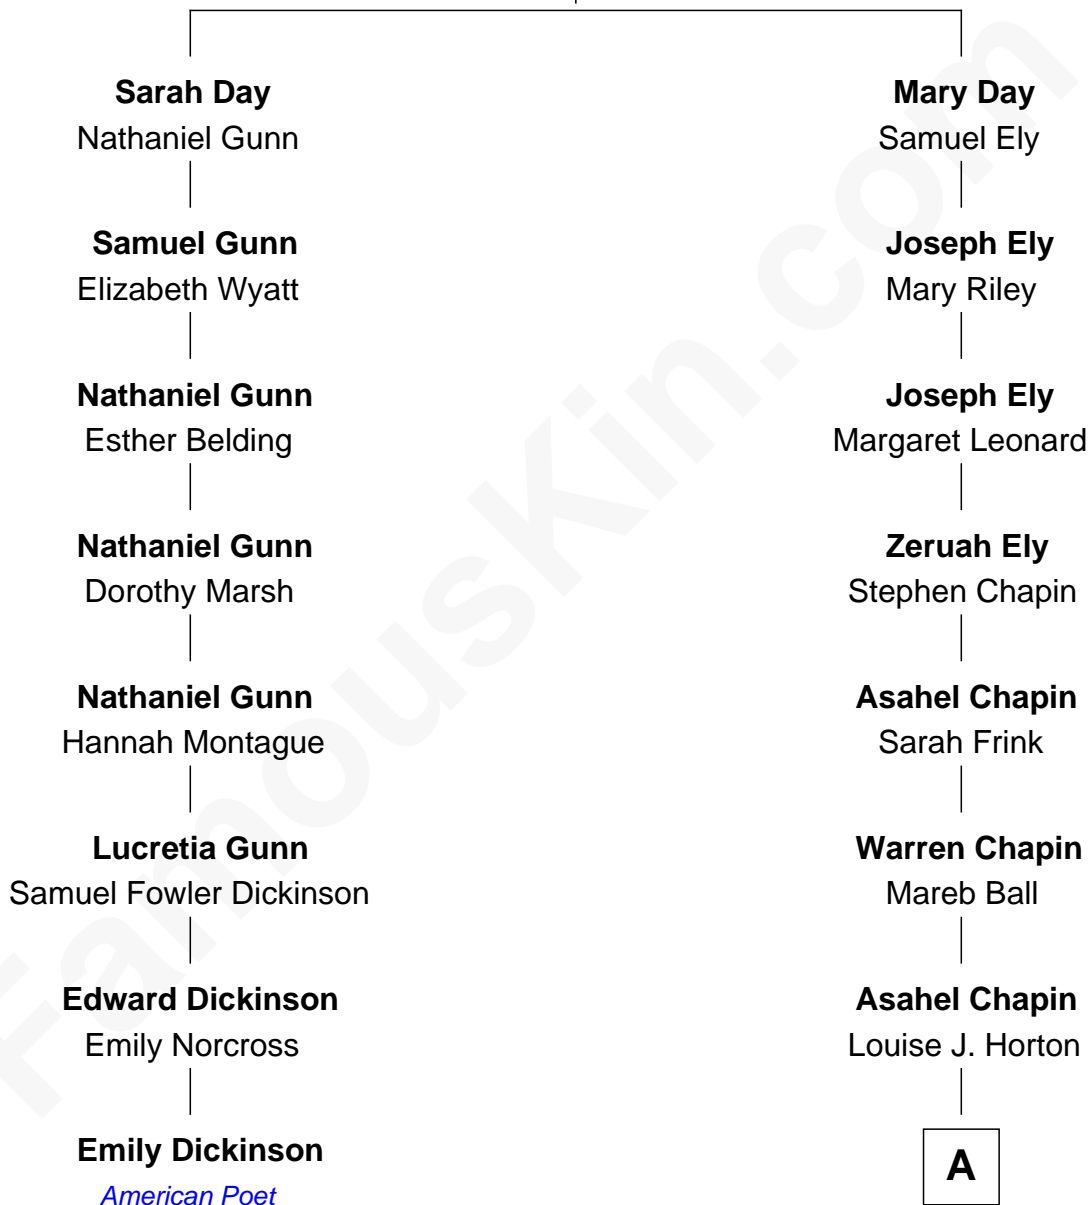 Sarah Day
Nathaniel Gunn
Samuel Gunn
Elizabeth Wyatt
Nathaniel Gunn
Esther Belding
Nathaniel Gunn
Dorothy Marsh
Nathaniel Gunn
Hannah Montague
Lucretia Gunn
Samuel Fowler Dickinson
Edward Dickinson
Emily Norcross
Emily Dickinson
American Poet
Mary Day
Samuel Ely
Joseph Ely
Mary Riley
Joseph Ely
Margaret Leonard
Zeruah Ely
Stephen Chapin
Asahel Chapin
Sarah Frink
Warren Chapin
Mareb Ball
Asahel Chapin
Louise J. Horton
A
FamousKin.com